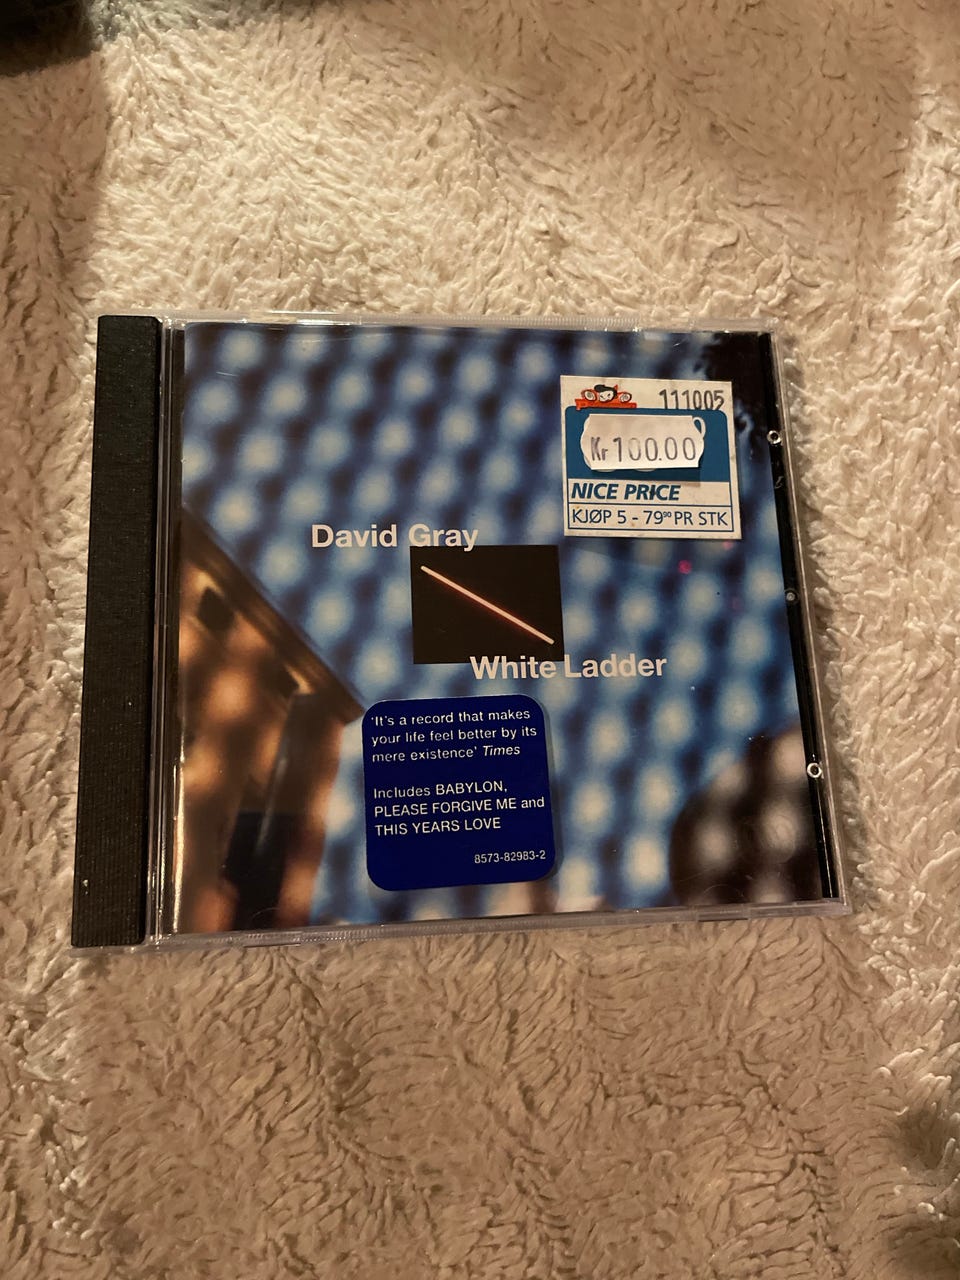 111005
Kr 100.00
NICE PRICE
KJØP 5 - 79⁹⁰ PR STK
David Gray
White Ladder
'It's a record that makes
your life feel better by its
mere existence' Times
Includes BABYLON,
PLEASE FORGIVE ME and
THIS YEARS LOVE
8573-82983-2